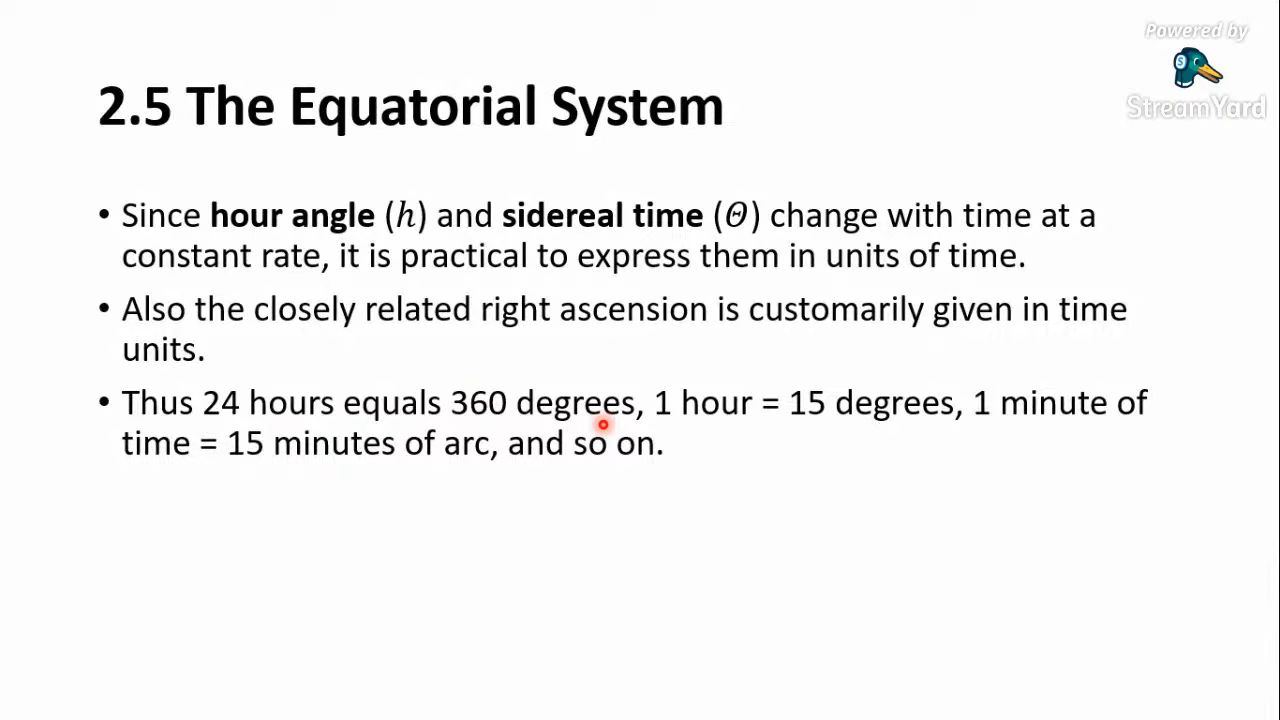 Powered by
StreamYard
2.5 The Equatorial System
• Since hour angle (ℎ) and sidereal time (𝛩) change with time at a
constant rate, it is practical to express them in units of time.
• Also the closely related right ascension is customarily given in time
units.
• Thus 24 hours equals 360 degrees, 1 hour = 15 degrees, 1 minute of
time = 15 minutes of arc, and so on.